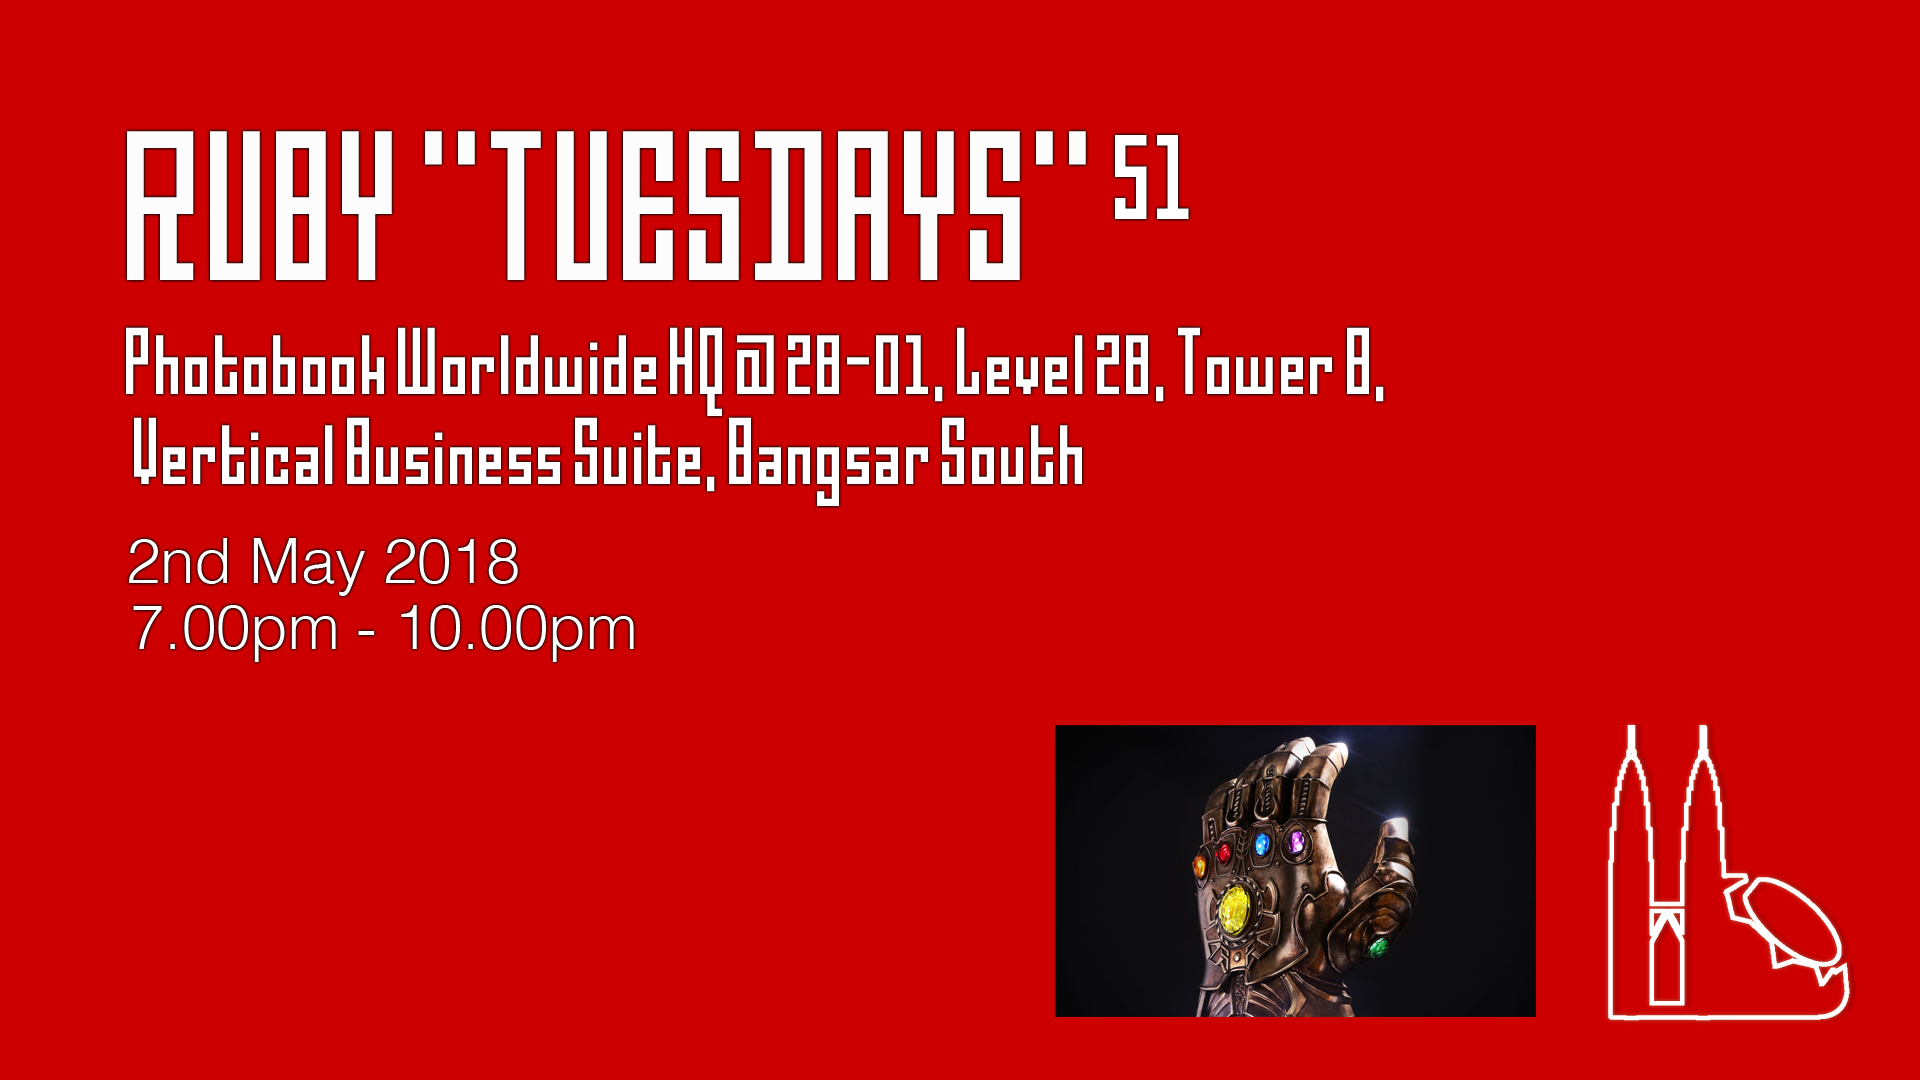 RUBY "TUESDAYS" 51
Photobook Worldwide HQ @ 28-01, Level 28, Tower B,
Vertical Business Suite, Bangsar South
2nd May 2018
7.00pm - 10.00pm